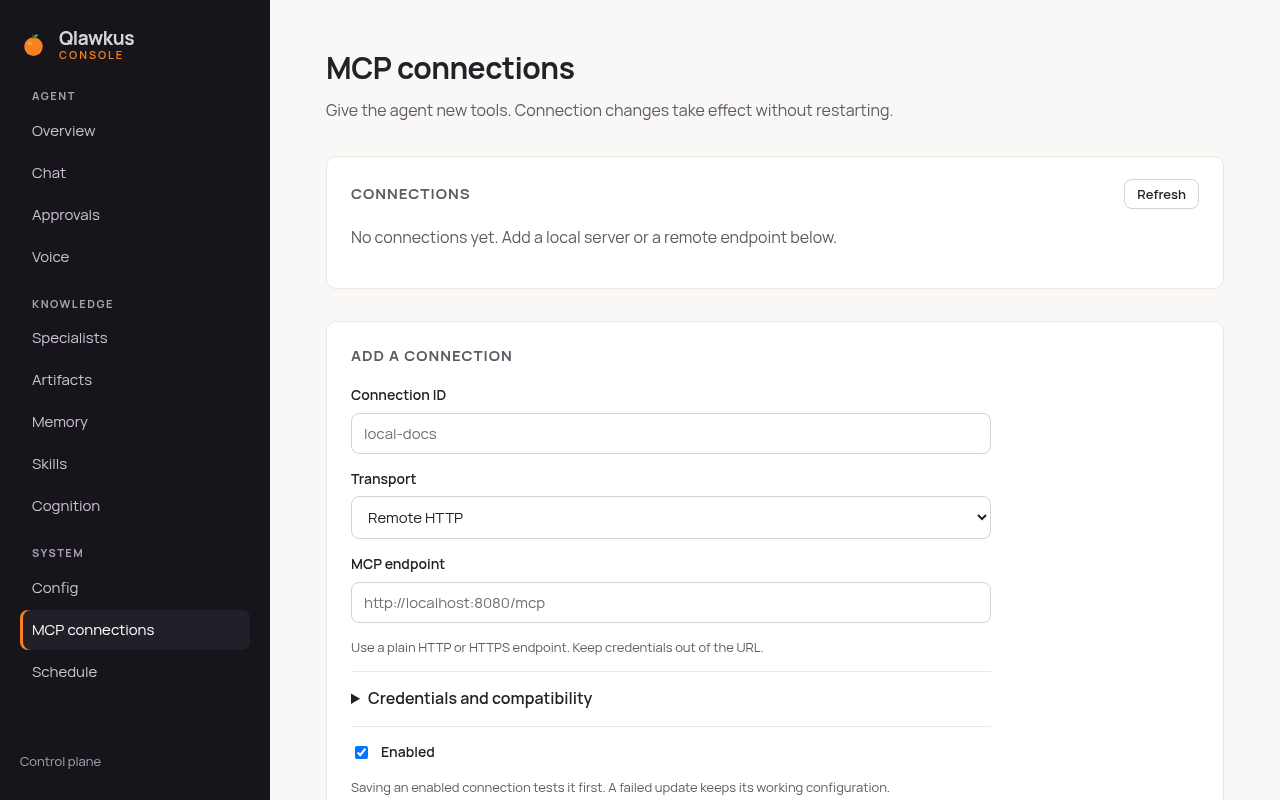 Qlawkus
CONSOLE
AGENT
Overview
Chat
Approvals
Voice
KNOWLEDGE
Specialists
Artifacts
Memory
Skills
Cognition
SYSTEM
Config
MCP connections
Schedule
Control plane
MCP connections
Give the agent new tools. Connection changes take effect without restarting.
CONNECTIONS
Refresh
No connections yet. Add a local server or a remote endpoint below.
ADD A CONNECTION
Connection ID
local-docs
Transport
Remote HTTP
MCP endpoint
http://localhost:8080/mcp
Use a plain HTTP or HTTPS endpoint. Keep credentials out of the URL.
Credentials and compatibility
Enabled
Saving an enabled connection tests it first. A failed update keeps its working configuration.